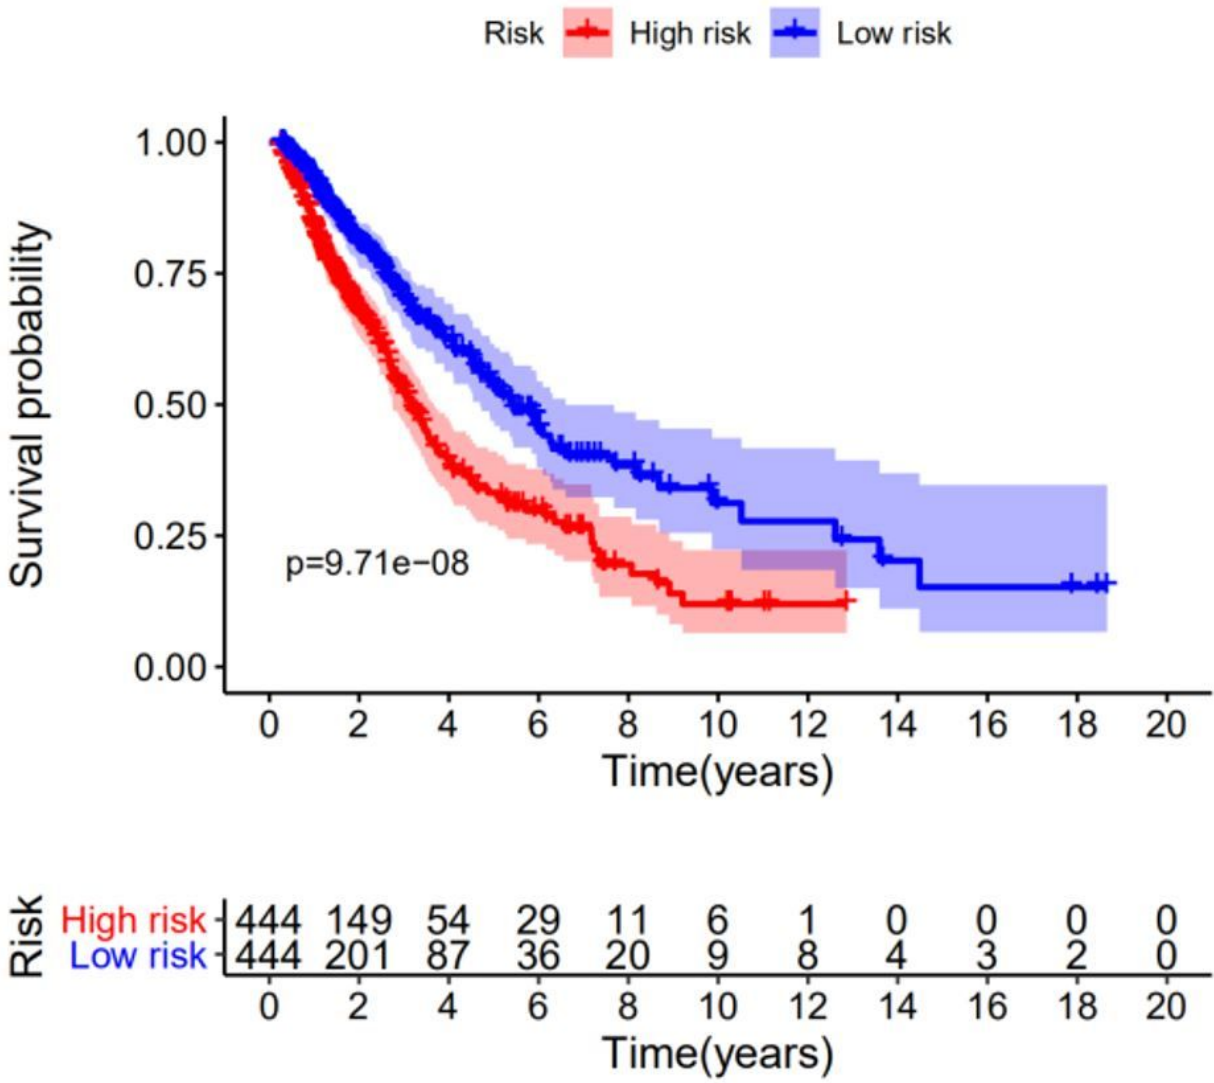 Risk High risk Low risk
Survival probability
1.00
0.75
0.50
0.25
0.00
p=9.71e−08
0 2 4 6 8 10 12 14 16 18 20
Time(years)
Risk
High risk 444 149 54 29 11 6 1 0 0 0 0
Low risk 444 201 87 36 20 9 8 4 3 2 0
0 2 4 6 8 10 12 14 16 18 20
Time(years)